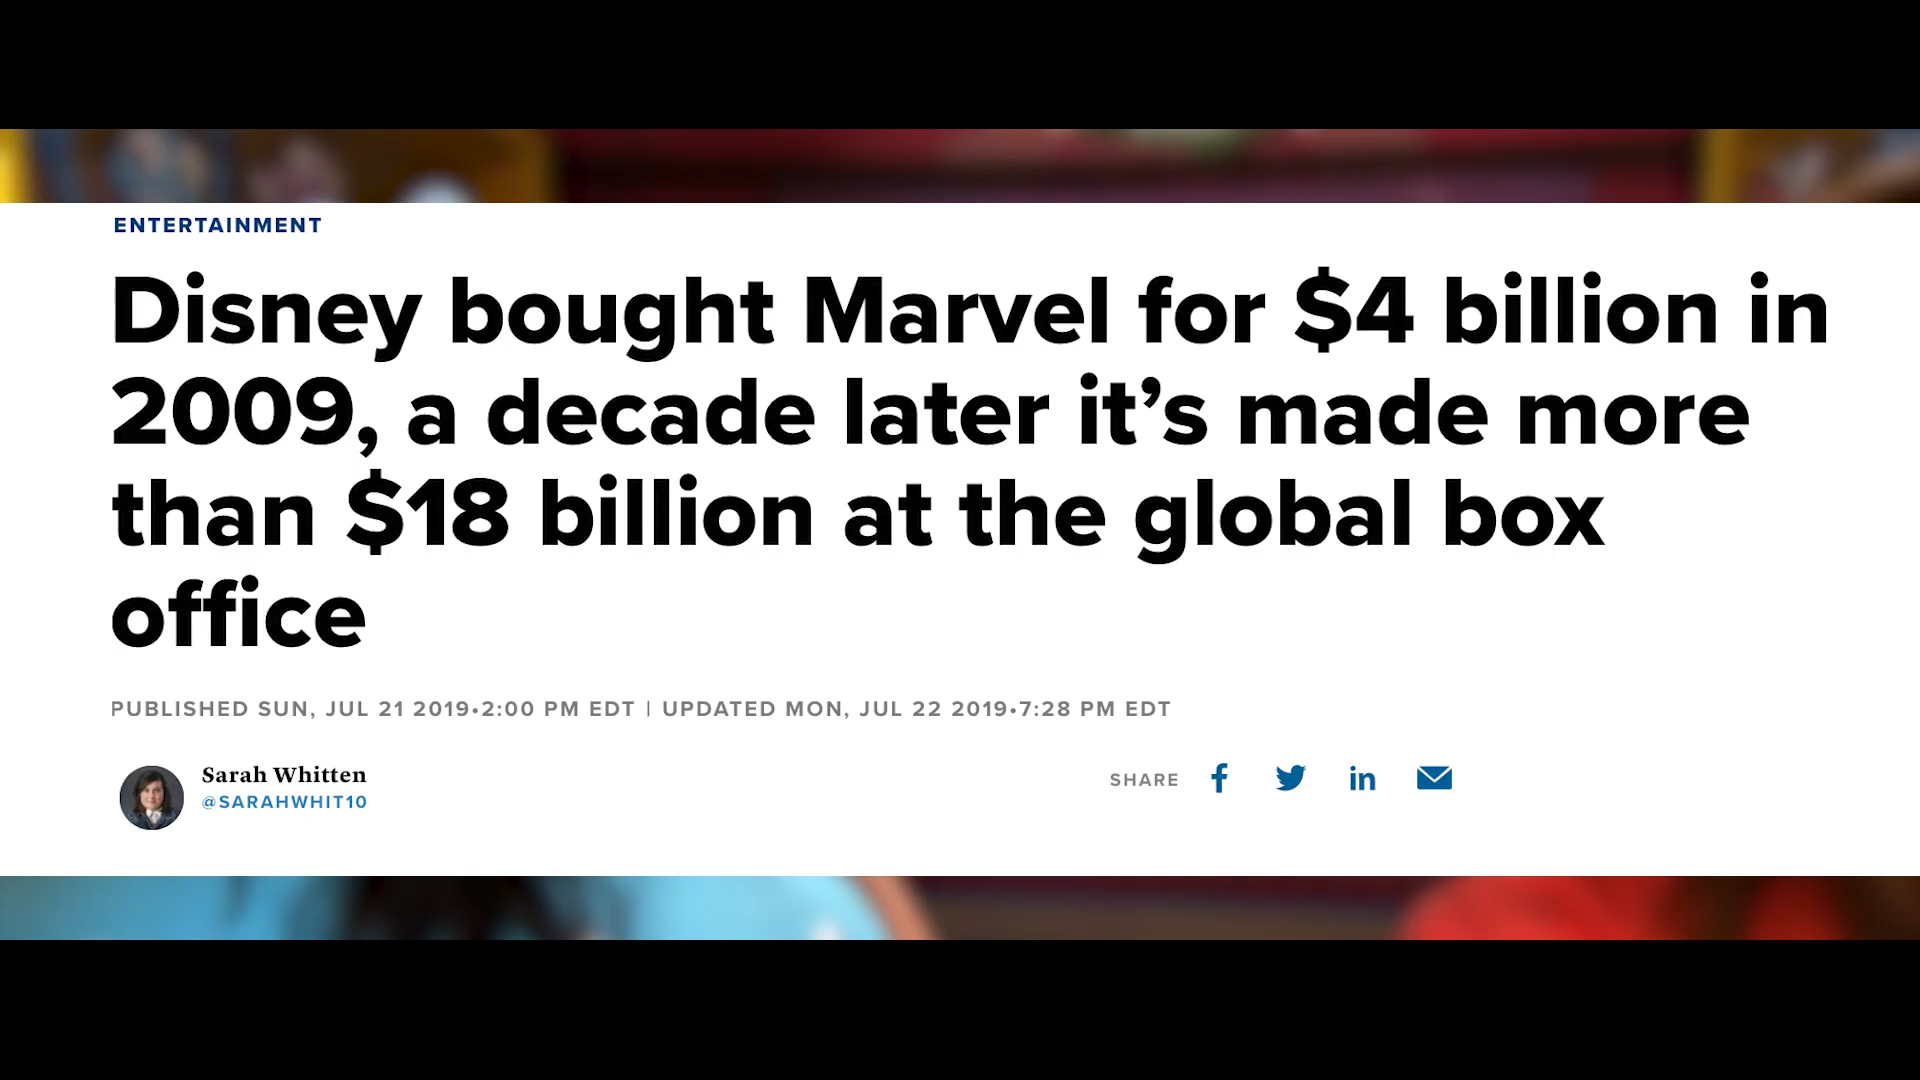 ENTERTAINMENT
Disney bought Marvel for $4 billion in
2009, a decade later it’s made more
than $18 billion at the global box
office
PUBLISHED SUN, JUL 21 2019•2:00 PM EDT | UPDATED MON, JUL 22 2019•7:28 PM EDT
Sarah Whitten
@SARAHWHIT10
SHARE